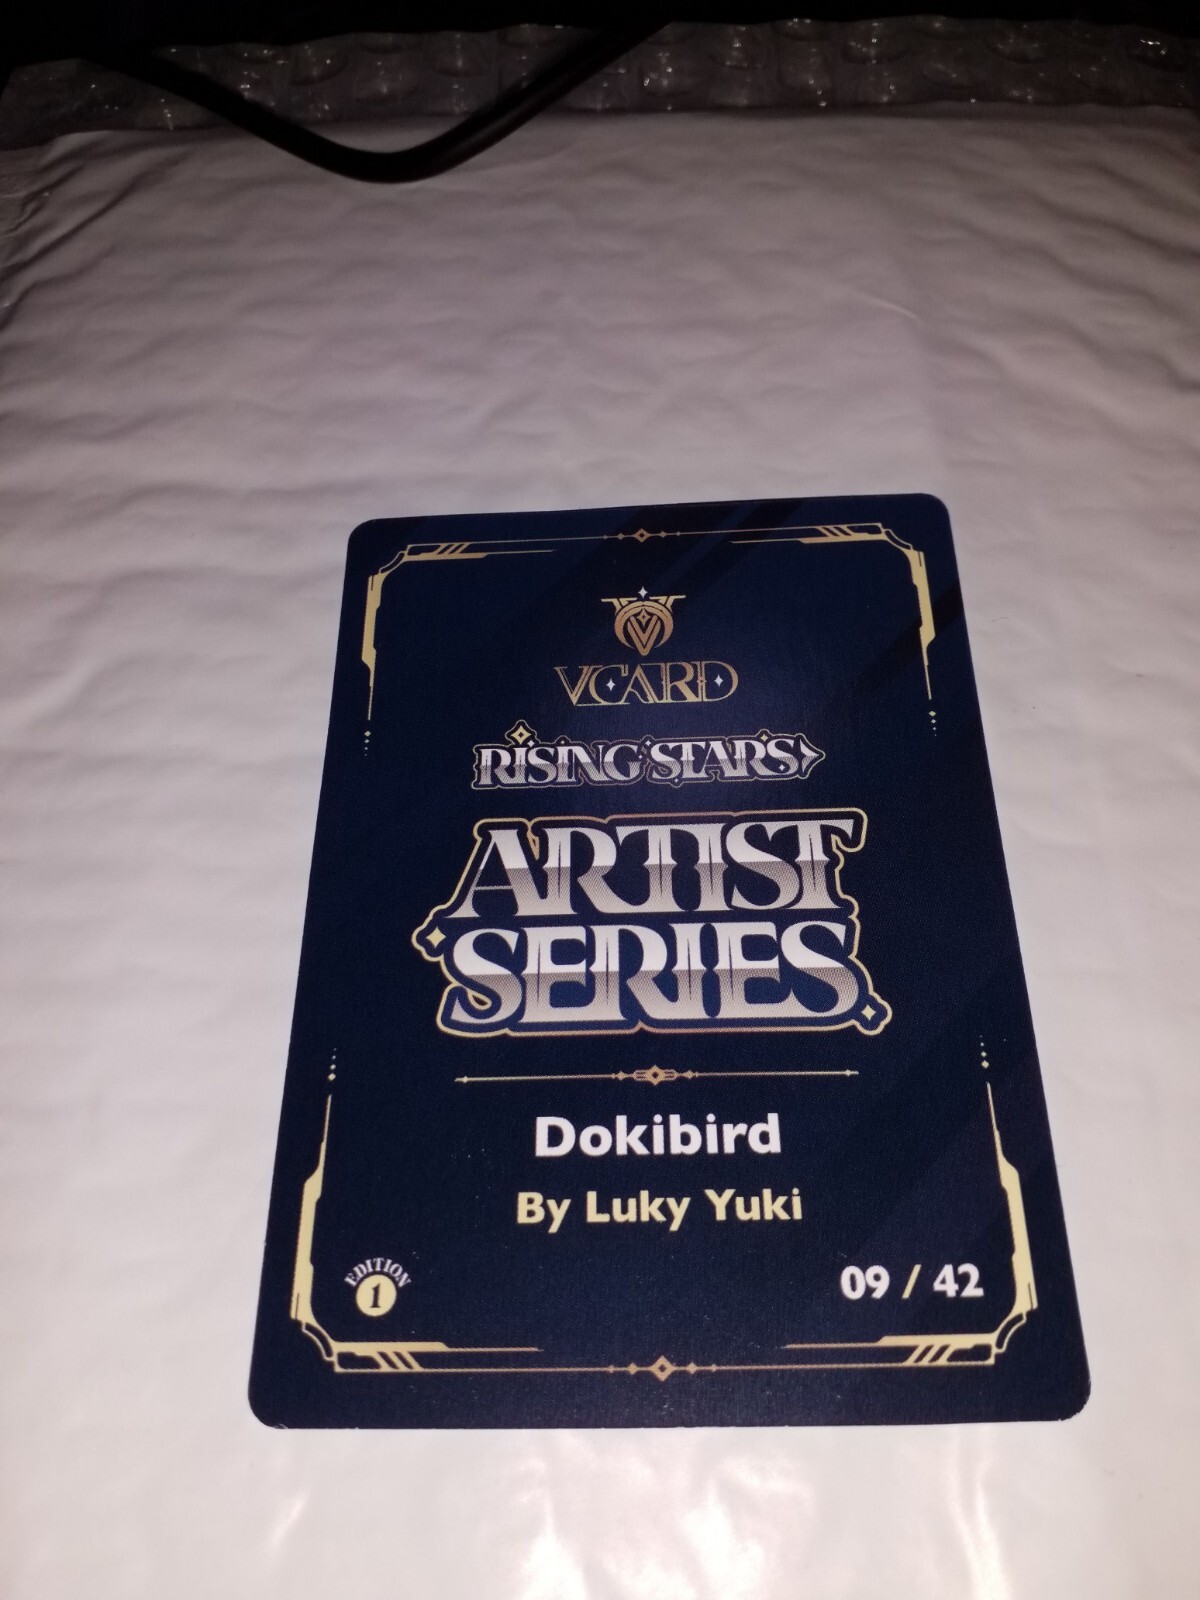 VCARD
RISING STARS
ARTIST
SERIES
Dokibird
By Luky Yuki
EDITION
1
09 / 42